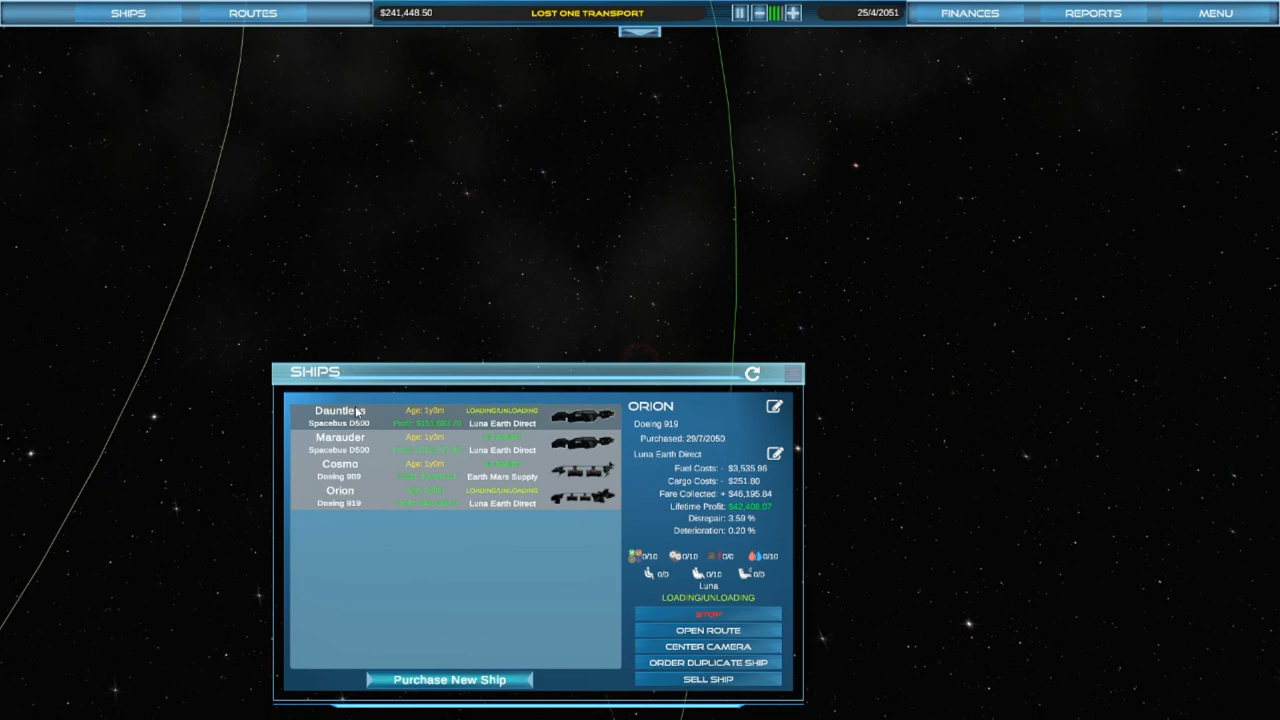 SHIPS
ROUTES
$241,448.50
LOST ONE TRANSPORT
25/4/2051
FINANCES
REPORTS
MENU
SHIPS
Dauntless
Age: 1y3m
LOADING/UNLOADING
Spacebus D500
Luna Earth Direct
Marauder
Age: 1y3m
Spacebus D500
Luna Earth Direct
Cosmo
Age: 1y0m
Doeing 909
Earth Mars Supply
Orion
LOADING/UNLOADING
Doeing 919
Luna Earth Direct
Purchase New Ship
ORION
Doeing 919
Purchased: 29/7/2050
Luna Earth Direct
Fuel Costs: - $3,535.96
Cargo Costs: - $251.80
Fare Collected: + $46,195.84
Lifetime Profit: $42,408.07
Disrepair: 3.59 %
Deterioration: 0.20 %
0/10 0/10 0/0 0/10
0/0 0/10 0/0
Luna
LOADING/UNLOADING
STOP
OPEN ROUTE
CENTER CAMERA
ORDER DUPLICATE SHIP
SELL SHIP